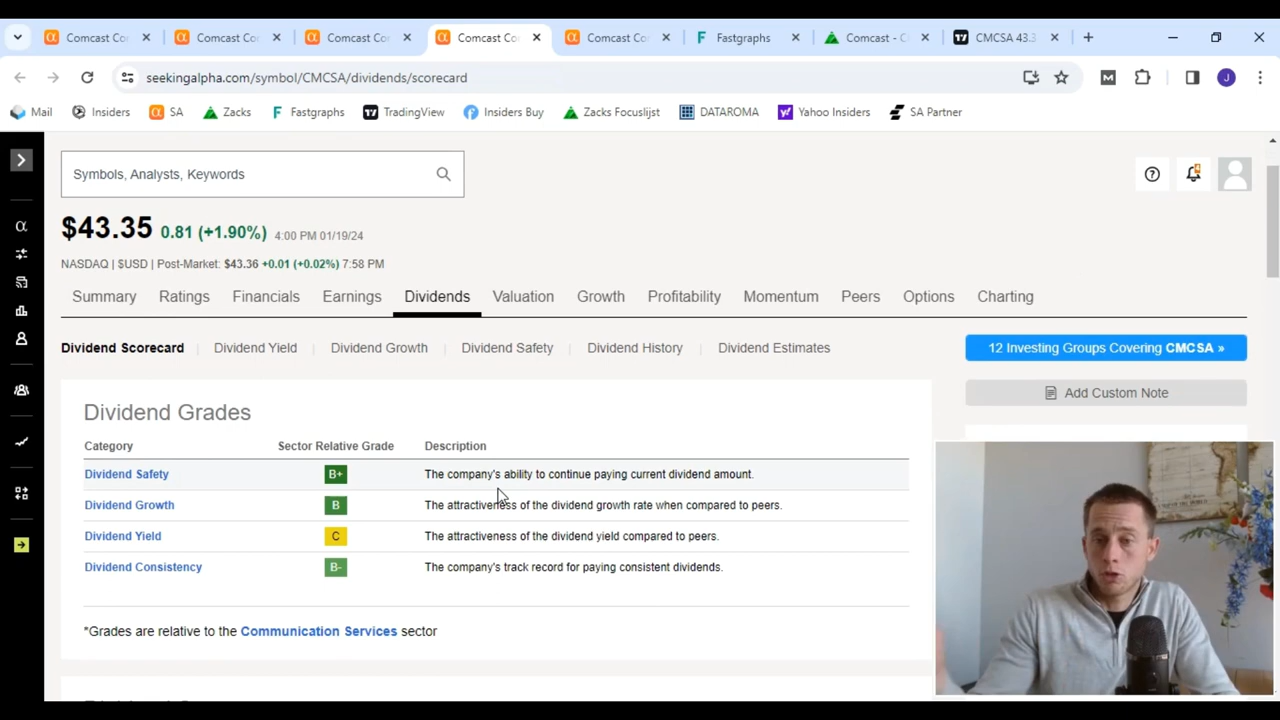 Comcast Co
Comcast Co
Comcast Co
Comcast Co
Comcast Co
Fastgraphs
Comcast - C
CMCSA 43.3
seekingalpha.com/symbol/CMCSA/dividends/scorecard
M
J
Mail
Insiders
SA
Zacks
Fastgraphs
TradingView
Insiders Buy
Zacks Focuslijst
DATAROMA
Yahoo Insiders
SA Partner
Symbols, Analysts, Keywords
$43.35 0.81 (+1.90%) 4:00 PM 01/19/24
NASDAQ | $USD | Post-Market: $43.36 +0.01 (+0.02%) 7:58 PM
Summary Ratings Financials Earnings Dividends Valuation Growth Profitability Momentum Peers Options Charting
Dividend Scorecard | Dividend Yield | Dividend Growth | Dividend Safety | Dividend History | Dividend Estimates
12 Investing Groups Covering CMCSA »
Add Custom Note
Dividend Grades
Category Sector Relative Grade Description
Dividend Safety B+ The company's ability to continue paying current dividend amount.
Dividend Growth B The attractiveness of the dividend growth rate when compared to peers.
Dividend Yield C The attractiveness of the dividend yield compared to peers.
Dividend Consistency B- The company's track record for paying consistent dividends.
*Grades are relative to the Communication Services sector